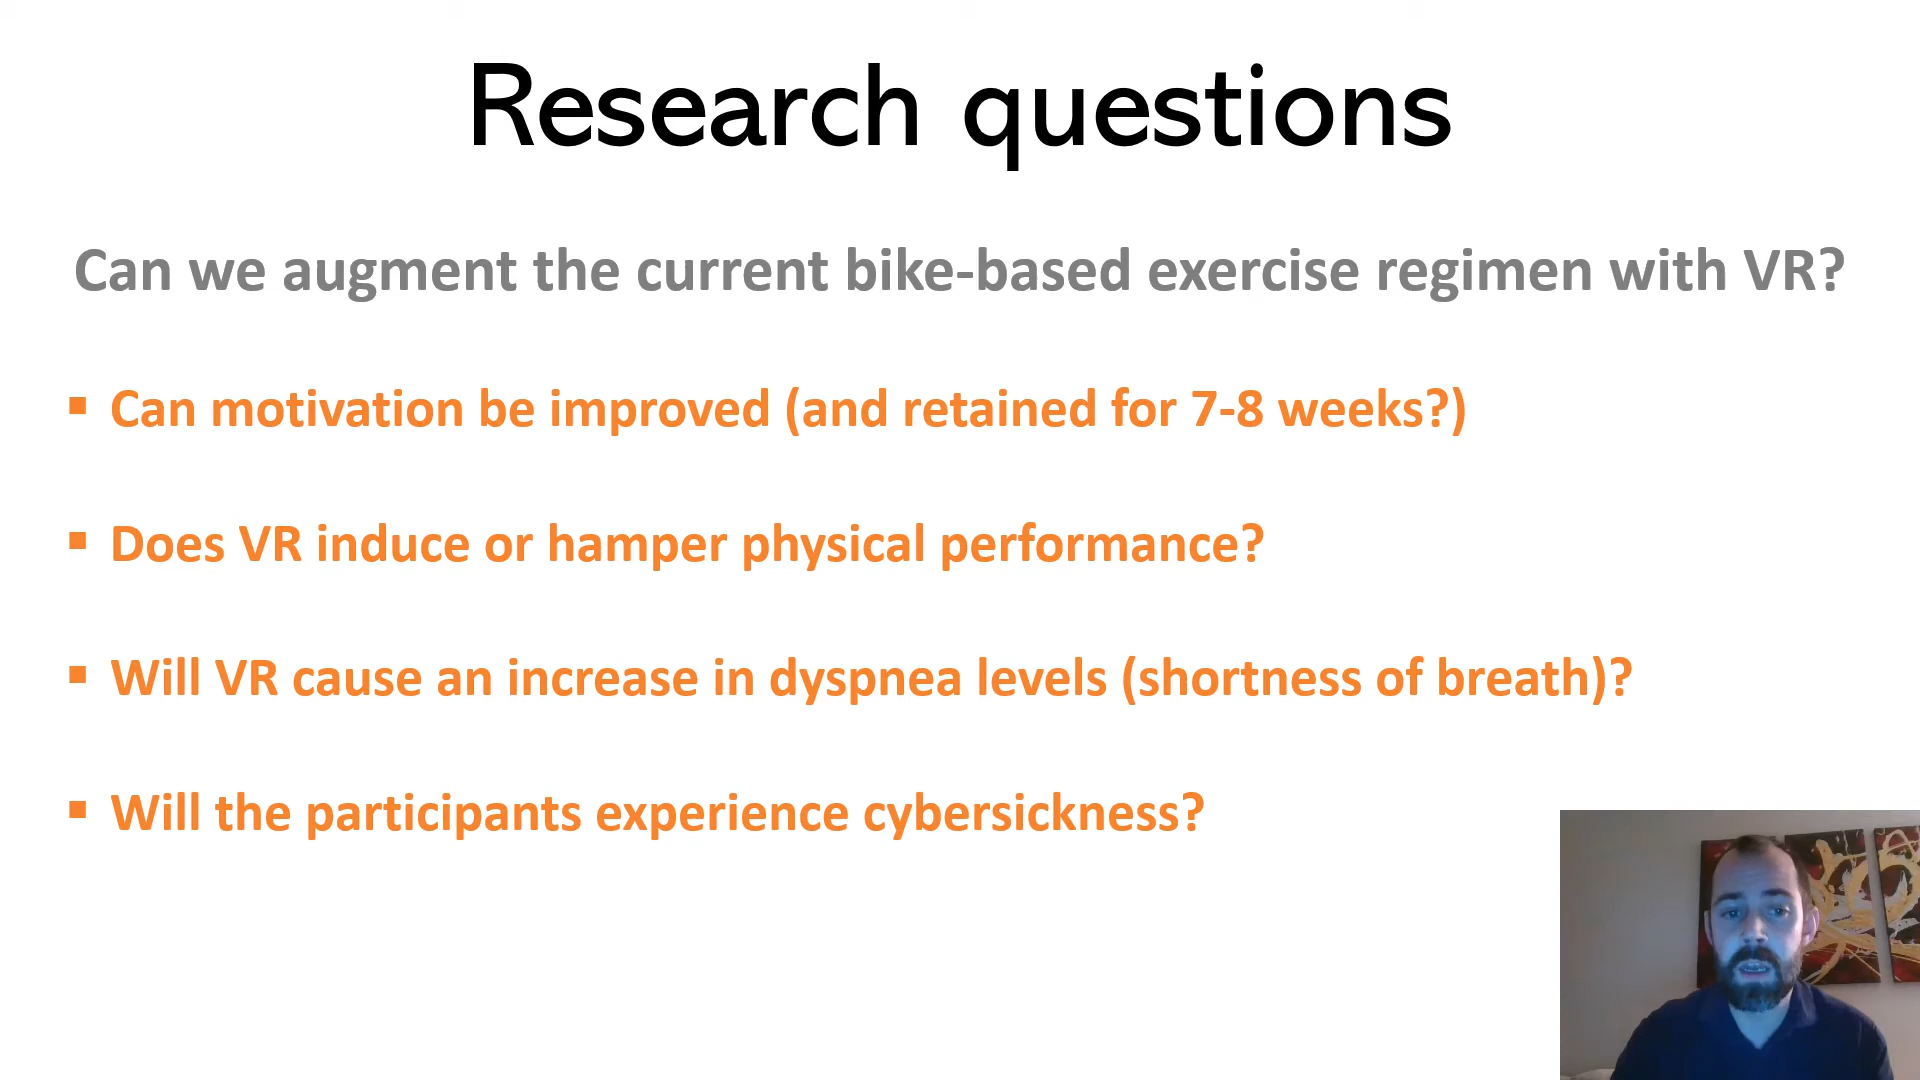 Research questions
Can we augment the current bike-based exercise regimen with VR?
▪ Can motivation be improved (and retained for 7-8 weeks?)
▪ Does VR induce or hamper physical performance?
▪ Will VR cause an increase in dyspnea levels (shortness of breath)?
▪ Will the participants experience cybersickness?